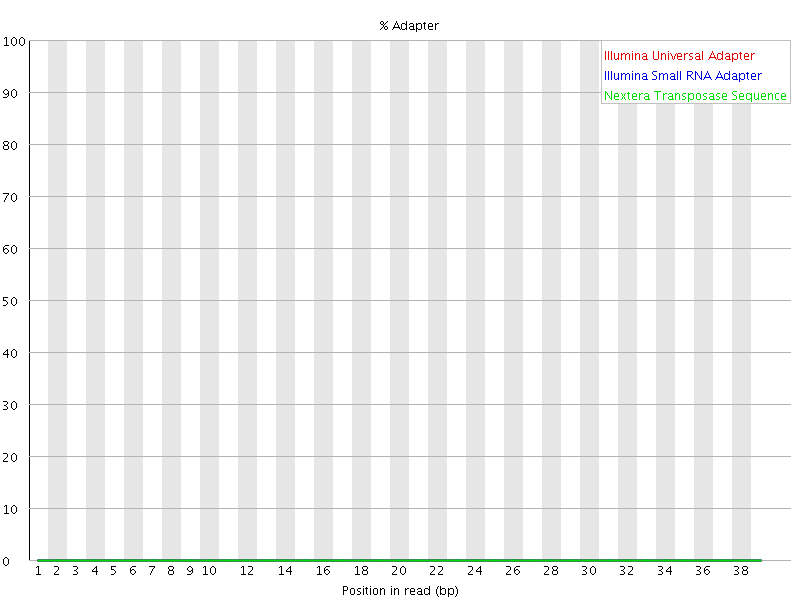 % Adapter
100
90
80
70
60
50
40
30
20
10
0
Illumina Universal Adapter
Illumina Small RNA Adapter
Nextera Transposase Sequence
1 2 3 4 5 6 7 8 9 10 12 14 16 18 20 22 24 26 28 30 32 34 36 38
Position in read (bp)